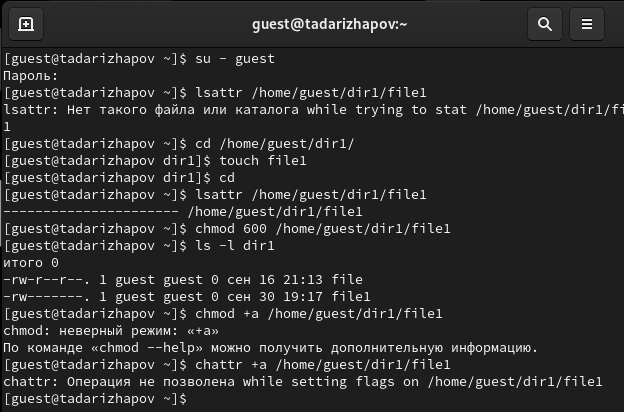 guest@tadarizhapov:~
[guest@tadarizhapov ~]$ su - guest
Пароль:
[guest@tadarizhapov ~]$ lsattr /home/guest/dir1/file1
lsattr: Нет такого файла или каталога while trying to stat /home/guest/dir1/fi
1
[guest@tadarizhapov ~]$ cd /home/guest/dir1/
[guest@tadarizhapov dir1]$ touch file1
[guest@tadarizhapov dir1]$ cd
[guest@tadarizhapov ~]$ lsattr /home/guest/dir1/file1
---------------------- /home/guest/dir1/file1
[guest@tadarizhapov ~]$ chmod 600 /home/guest/dir1/file1
[guest@tadarizhapov ~]$ ls -l dir1
итого 0
-rw-r--r--. 1 guest guest 0 сен 16 21:13 file
-rw-------. 1 guest guest 0 сен 30 19:17 file1
[guest@tadarizhapov ~]$ chmod +a /home/guest/dir1/file1
chmod: неверный режим: «+a»
По команде «chmod --help» можно получить дополнительную информацию.
[guest@tadarizhapov ~]$ chattr +a /home/guest/dir1/file1
chattr: Операция не позволена while setting flags on /home/guest/dir1/file1
[guest@tadarizhapov ~]$